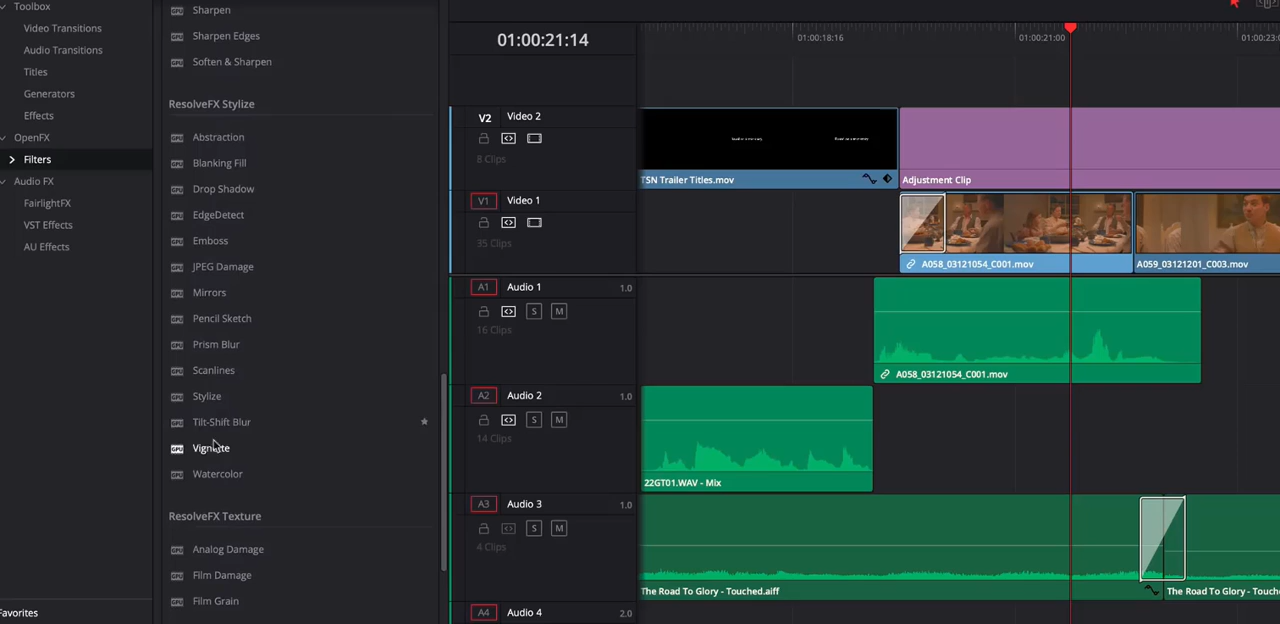 Toolbox
Video Transitions
Audio Transitions
Titles
Generators
Effects
OpenFX
Filters
Audio FX
FairlightFX
VST Effects
AU Effects
Favorites
Sharpen
Sharpen Edges
Soften & Sharpen
ResolveFX Stylize
Abstraction
Blanking Fill
Drop Shadow
EdgeDetect
Emboss
JPEG Damage
Mirrors
Pencil Sketch
Prism Blur
Scanlines
Stylize
Tilt-Shift Blur
Vignette
Watercolor
ResolveFX Texture
Analog Damage
Film Damage
Film Grain
01:00:21:14
01:00:18:16
01:00:21:00
01:00:23:0
V2 Video 2
8 Clips
TSN Trailer Titles.mov
Adjustment Clip
V1 Video 1
35 Clips
A058_03121054_C001.mov
A059_03121201_C003.mov
A1 Audio 1 1.0
S M
16 Clips
A058_03121054_C001.mov
A2 Audio 2 1.0
S M
14 Clips
22GT01.WAV - Mix
A3 Audio 3 1.0
S M
4 Clips
The Road To Glory - Touched.aiff
The Road To Glory - Touche
A4 Audio 4 2.0